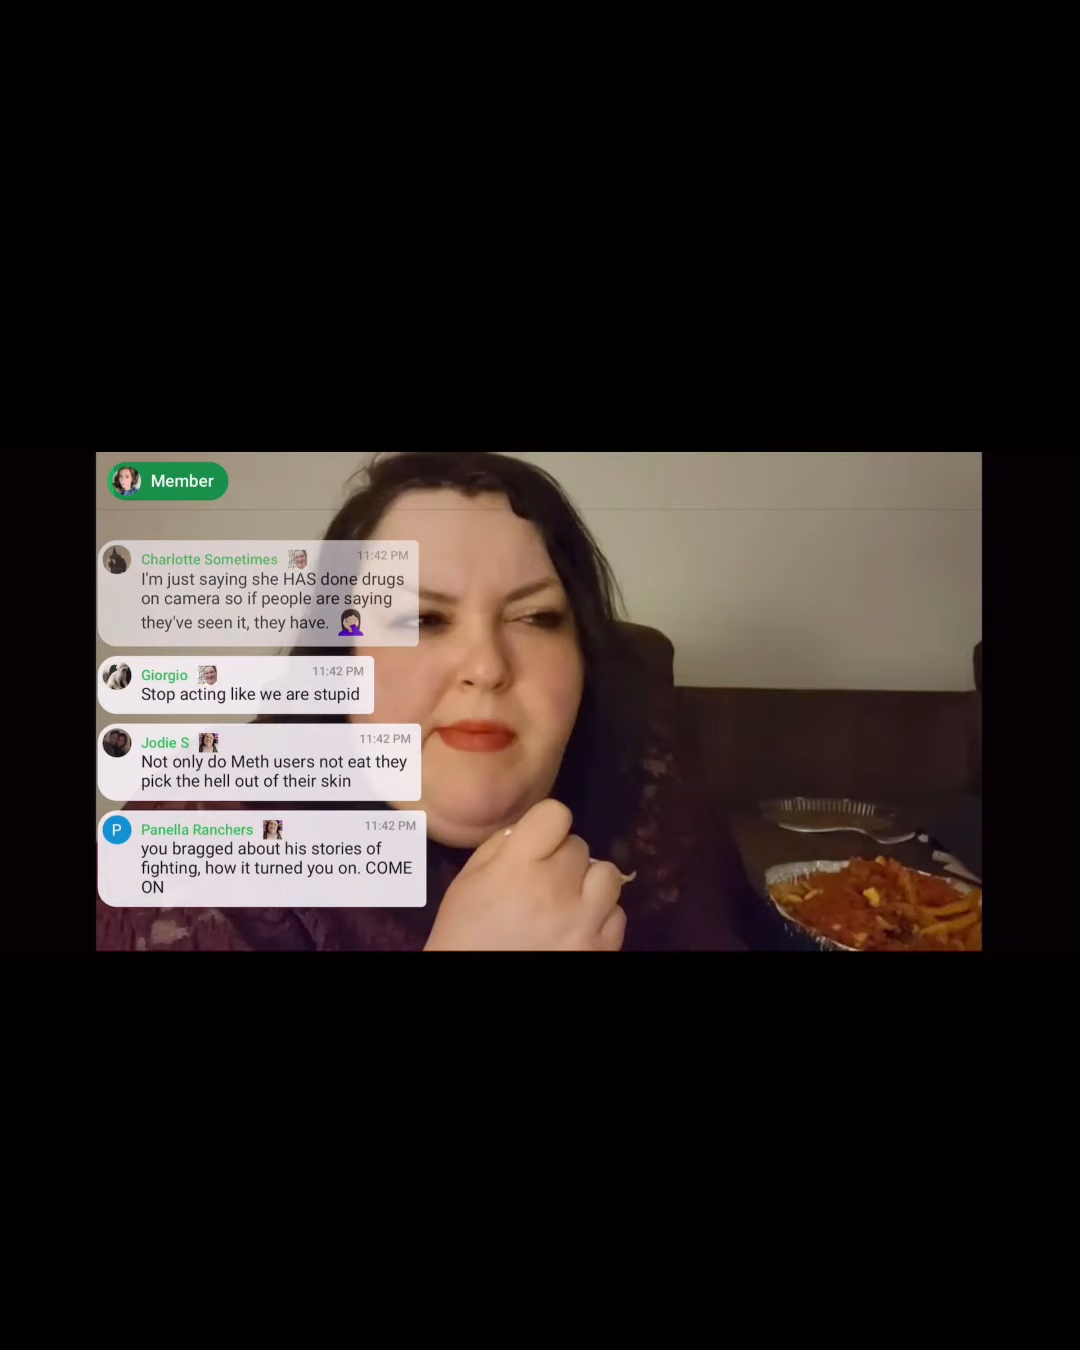 Member
Charlotte Sometimes 11:42 PM
I'm just saying she HAS done drugs
on camera so if people are saying
they've seen it, they have.
Giorgio 11:42 PM
Stop acting like we are stupid
Jodie S 11:42 PM
Not only do Meth users not eat they
pick the hell out of their skin
P
Panella Ranchers 11:42 PM
you bragged about his stories of
fighting, how it turned you on. COME
ON